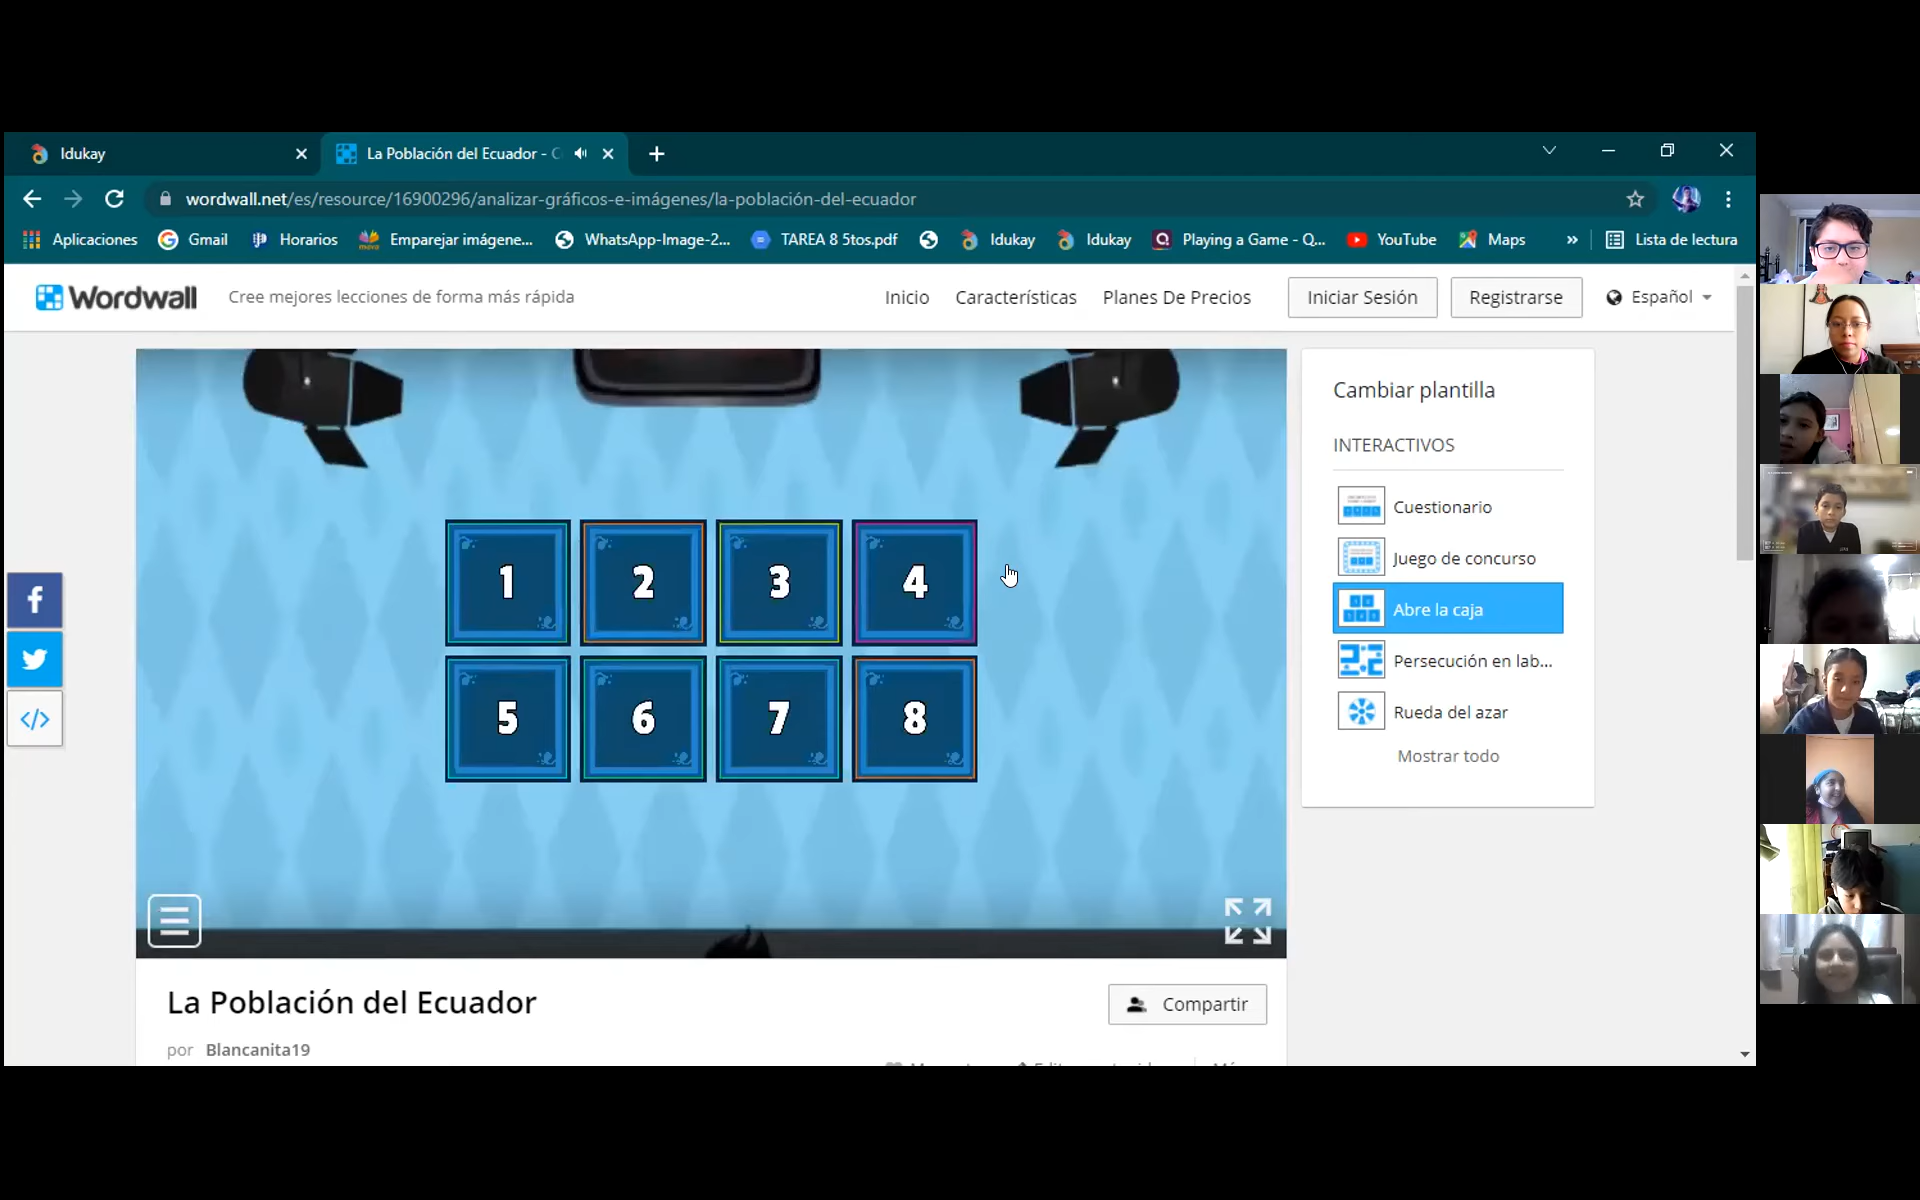 Idukay
La Población del Ecuador - C
wordwall.net/es/resource/16900296/analizar-gráficos-e-imágenes/la-población-del-ecuador
Aplicaciones Gmail Horarios Emparejar imágene... WhatsApp-Image-2... TAREA 8 5tos.pdf Idukay Idukay Playing a Game - Q... YouTube Maps » Lista de lectura
Wordwall Cree mejores lecciones de forma más rápida Inicio Características Planes De Precios Iniciar Sesión Registrarse Español
Cambiar plantilla
INTERACTIVOS
Cuestionario
Juego de concurso
Abre la caja
Persecución en lab...
Rueda del azar
Mostrar todo
1 2 3 4
5 6 7 8
La Población del Ecuador
Compartir
por Blancanita19